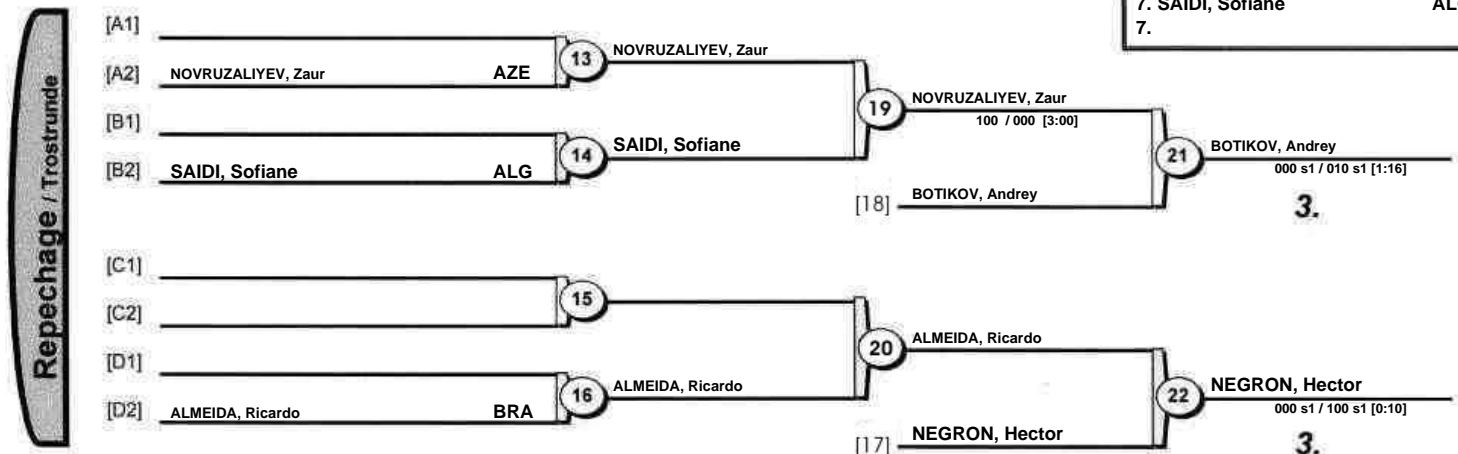 7. SAIDI, Sofiane
7.
Repechage / Trostrunde
[A1]
[A2] NOVRUZALIYEV, Zaur AZE
13 NOVRUZALIYEV, Zaur
[B1]
[B2] SAIDI, Sofiane ALG
14 SAIDI, Sofiane
19 NOVRUZALIYEV, Zaur
100 / 000 [3:00]
[18] BOTIKOV, Andrey
21 BOTIKOV, Andrey
000 s1 / 010 s1 [1:16]
3.
[C1]
[C2]
15
[D1]
[D2] ALMEIDA, Ricardo BRA
16 ALMEIDA, Ricardo
20 ALMEIDA, Ricardo
[17] NEGRON, Hector
22 NEGRON, Hector
000 s1 / 100 s1 [0:10]
3.